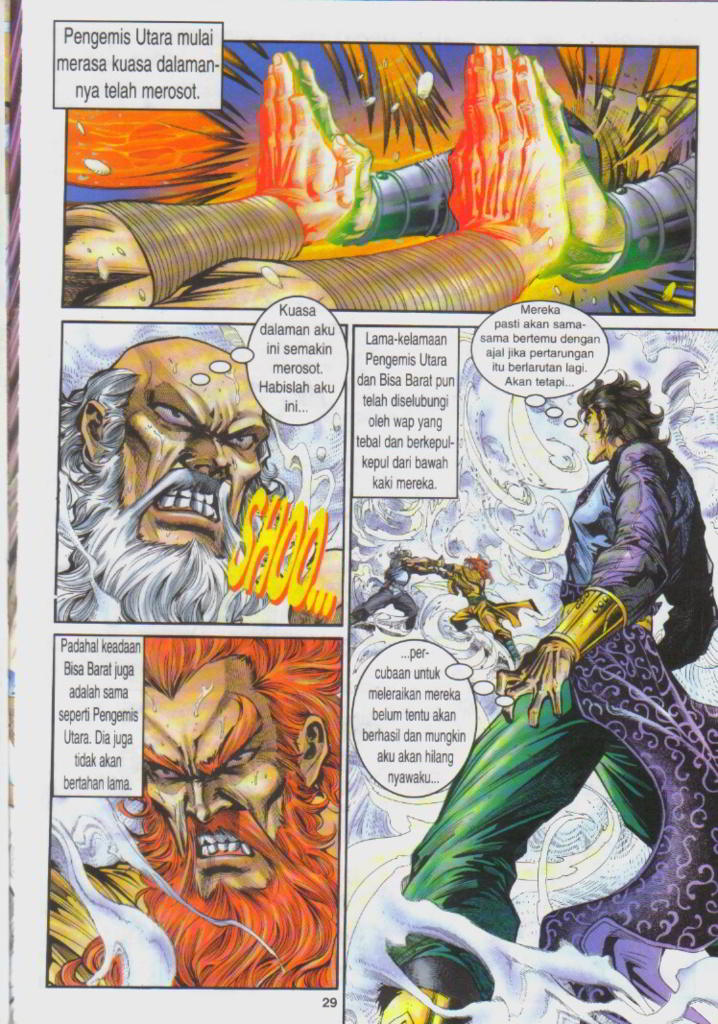 Pengemis Utara mulai
merasa kuasa dalaman-
nya telah merosot.
Kuasa
dalaman aku
ini semakin
merosot.
Habislah aku
ini...
SHOO...
Lama-kelamaan
Pengemis Utara
dan Bisa Barat pun
telah diselubungi
oleh wap yang
tebal dan berkepul-
kepul dari bawah
kaki mereka.
Mereka
pasti akan sama-
sama bertemu dengan
ajal jika pertarungan
itu berlarutan lagi.
Akan tetapi...
Padahal keadaan
Bisa Barat juga
adalah sama
seperti Pengemis
Utara. Dia juga
tidak akan
bertahan lama.
...per-
cubaan untuk
meleraikan mereka
belum tentu akan
berhasil dan mungkin
aku akan hilang
nyawaku...
29